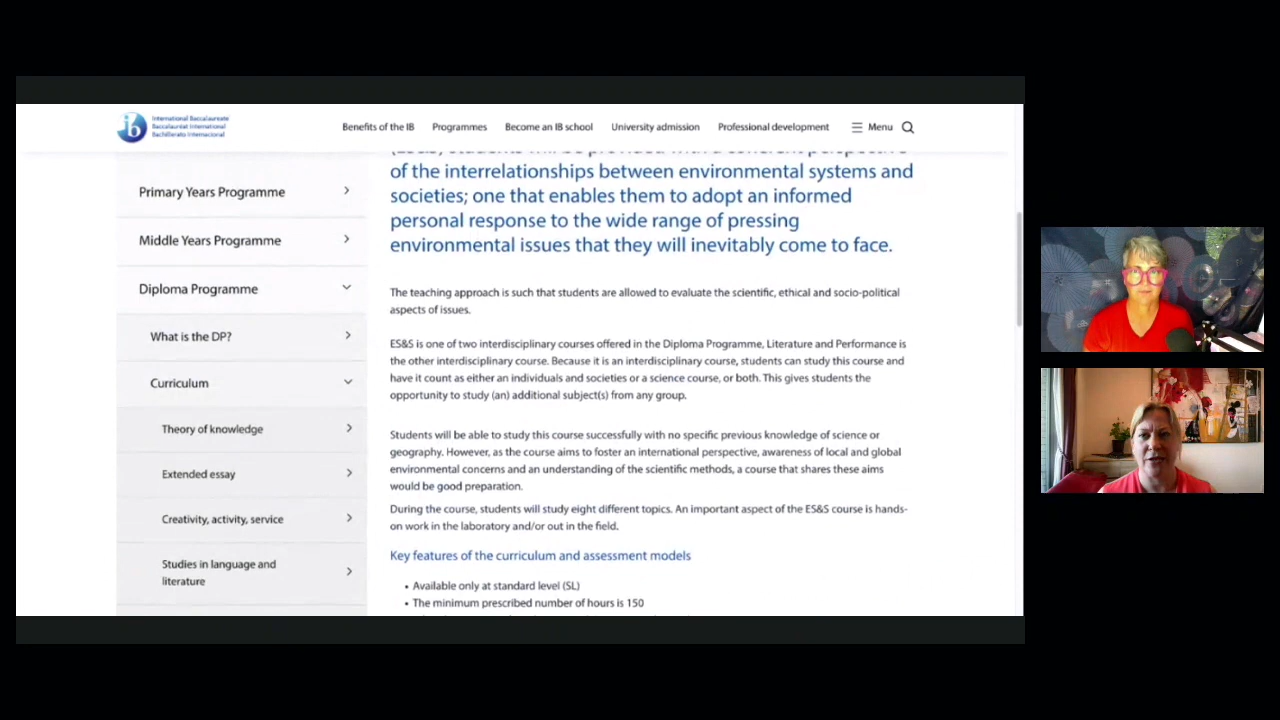 International Baccalaureate
Baccalauréat International
Bachillerato Internacional
Benefits of the IB
Programmes
Become an IB school
University admission
Professional development
Menu
Primary Years Programme
Middle Years Programme
Diploma Programme
What is the DP?
Curriculum
Theory of knowledge
Extended essay
Creativity, activity, service
Studies in language and
literature
(ES&S) students will be provided with a coherent perspective
of the interrelationships between environmental systems and
societies; one that enables them to adopt an informed
personal response to the wide range of pressing
environmental issues that they will inevitably come to face.
The teaching approach is such that students are allowed to evaluate the scientific, ethical and socio-political
aspects of issues.
ES&S is one of two interdisciplinary courses offered in the Diploma Programme, Literature and Performance is
the other interdisciplinary course. Because it is an interdisciplinary course, students can study this course and
have it count as either an individuals and societies or a science course, or both. This gives students the
opportunity to study (an) additional subject(s) from any group.
Students will be able to study this course successfully with no specific previous knowledge of science or
geography. However, as the course aims to foster an international perspective, awareness of local and global
environmental concerns and an understanding of the scientific methods, a course that shares these aims
would be good preparation.
During the course, students will study eight different topics. An important aspect of the ES&S course is hands-
on work in the laboratory and/or out in the field.
Key features of the curriculum and assessment models
• Available only at standard level (SL)
• The minimum prescribed number of hours is 150